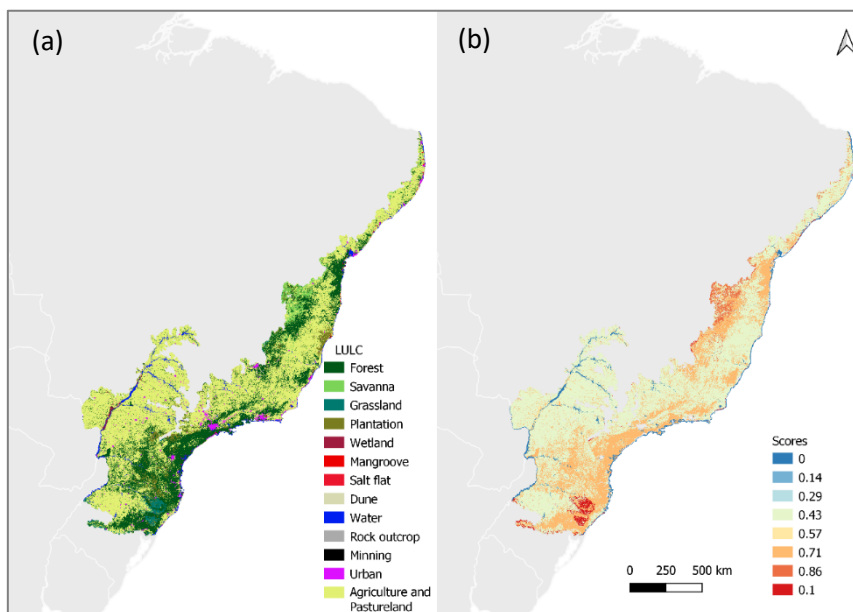 (a)
(b)
LULC
Forest
Savanna
Grassland
Plantation
Wetland
Mangroove
Salt flat
Dune
Water
Rock outcrop
Minning
Urban
Agriculture and
Pastureland
Scores
0
0.14
0.29
0.43
0.57
0.71
0.86
0.1
0 250 500 km